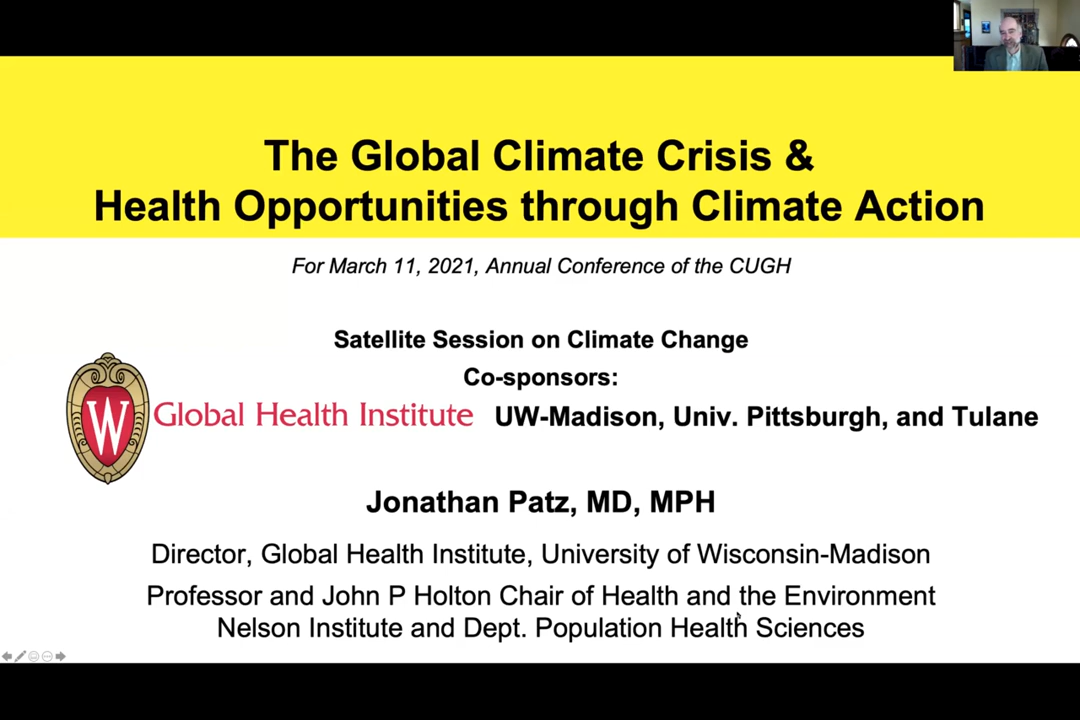 The Global Climate Crisis &
Health Opportunities through Climate Action
For March 11, 2021, Annual Conference of the CUGH
Satellite Session on Climate Change
Co-sponsors:
W Global Health Institute UW-Madison, Univ. Pittsburgh, and Tulane
Jonathan Patz, MD, MPH
Director, Global Health Institute, University of Wisconsin-Madison
Professor and John P Holton Chair of Health and the Environment
Nelson Institute and Dept. Population Health Sciences